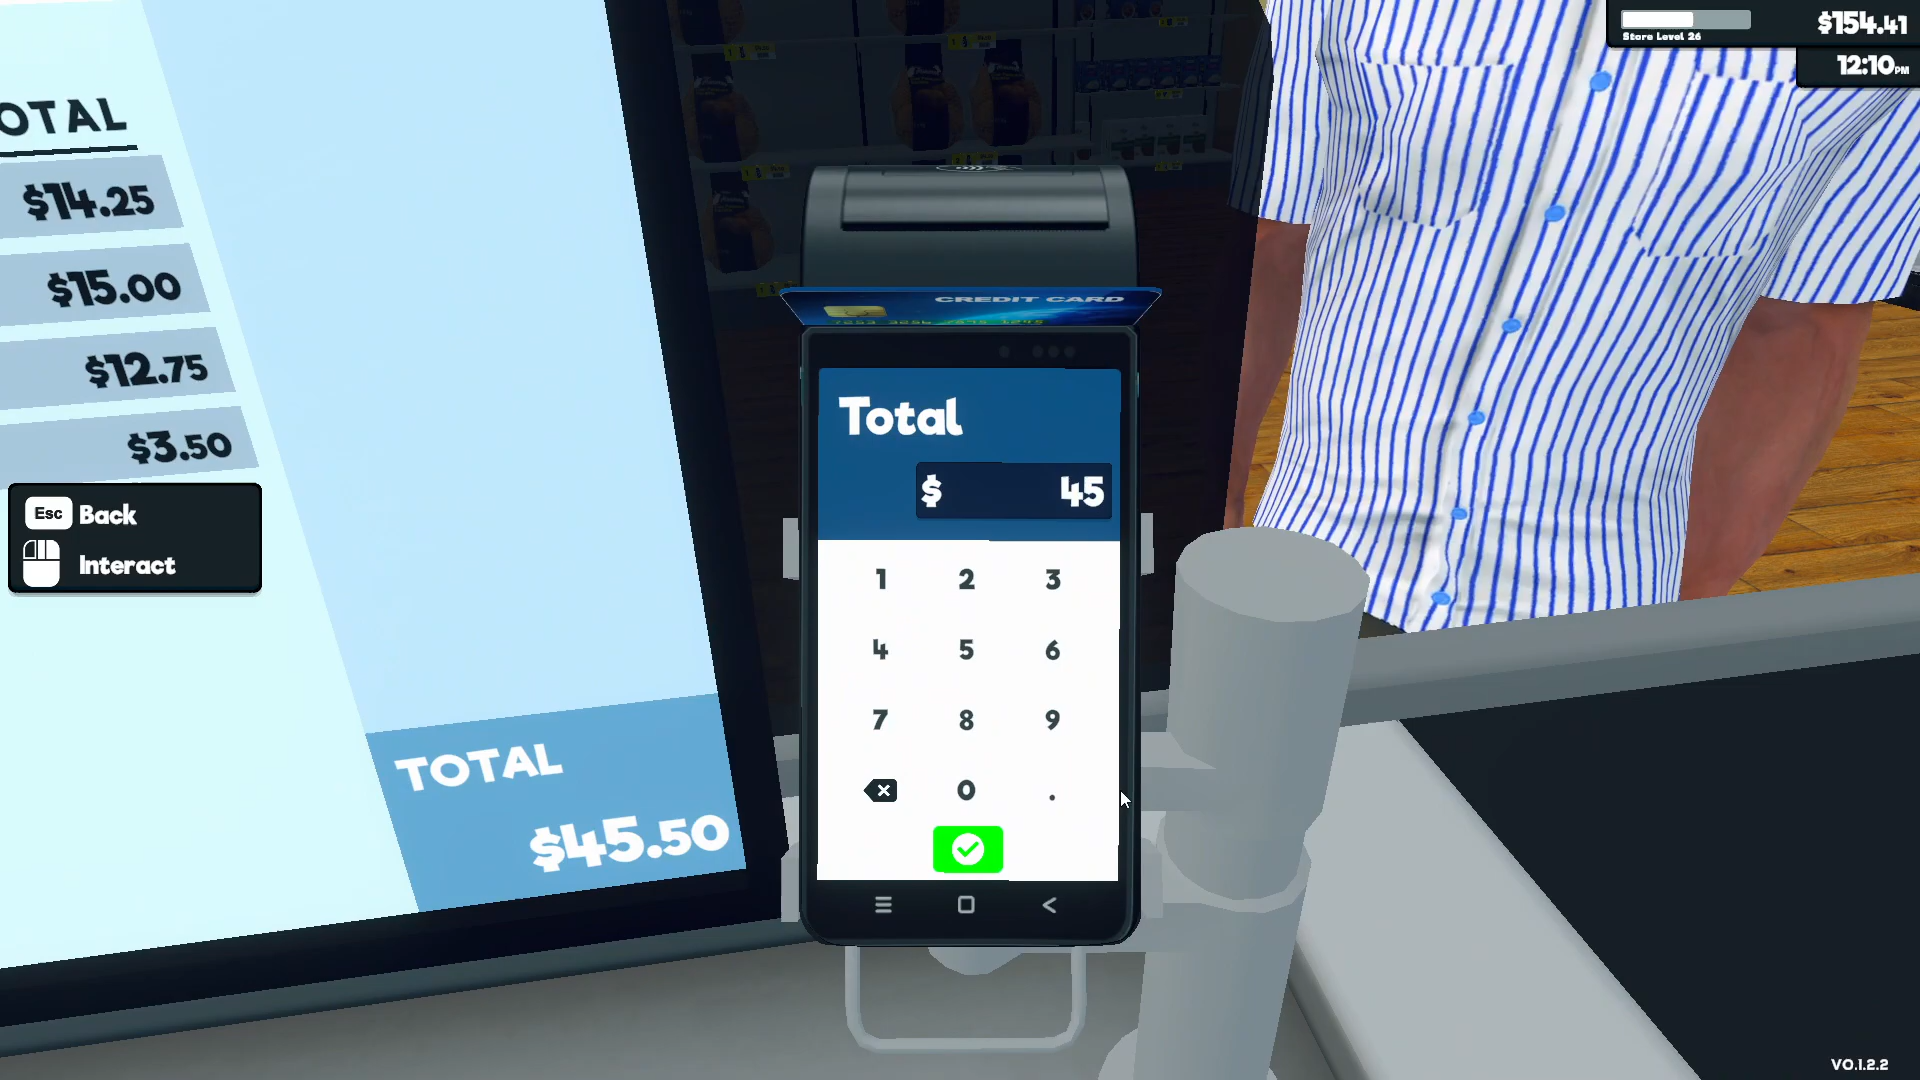 $154.41
Store Level 26
12:10PM
OTAL
$14.25
$15.00
$12.75
$3.50
Esc Back
Interact
TOTAL
$45.50
CREDIT CARD
Total
$ 45
1 2 3
4 5 6
7 8 9
0 .
V0.1.2.2